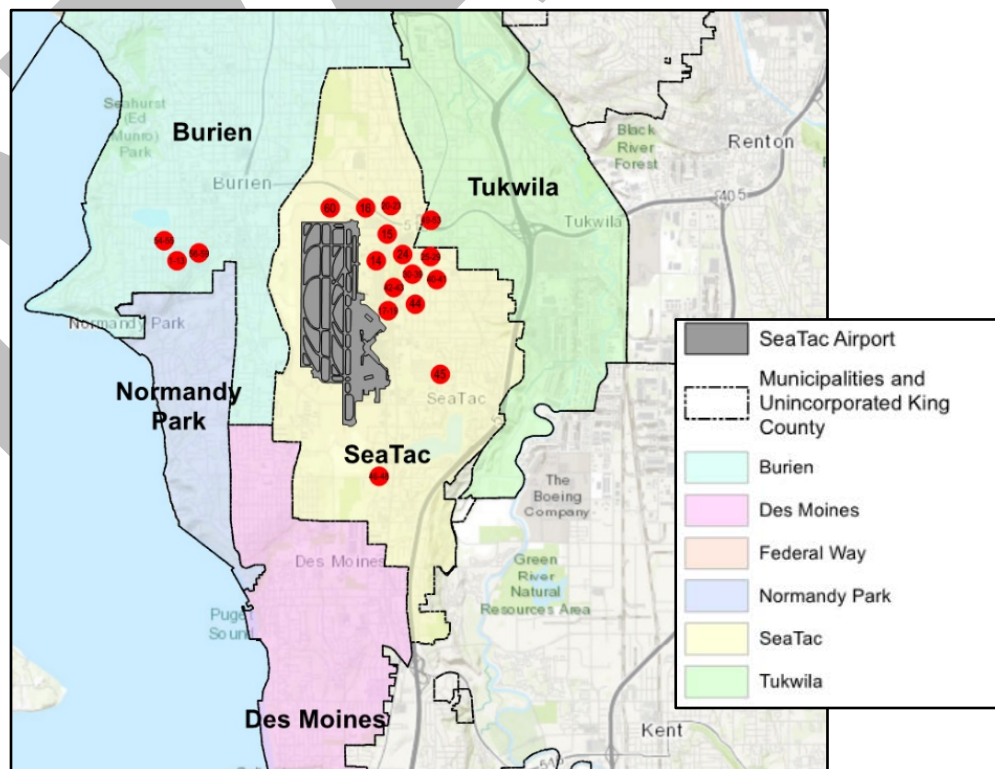 Seahurst
(Ed
Munro)
Park
Burien
Burien
Tukwila
Black
River
Forest
Renton
405
Tukwila
60
16
15
14
24
44
45
Normandy Park
Normandy
Park
SeaTac
SeaTac
The
Boeing
Company
Des Moines
Green
River
Natural
Resources Area
Puget
Sound
Des Moines
Kent
SeaTac Airport
Municipalities and
Unincorporated King
County
Burien
Des Moines
Federal Way
Normandy Park
SeaTac
Tukwila